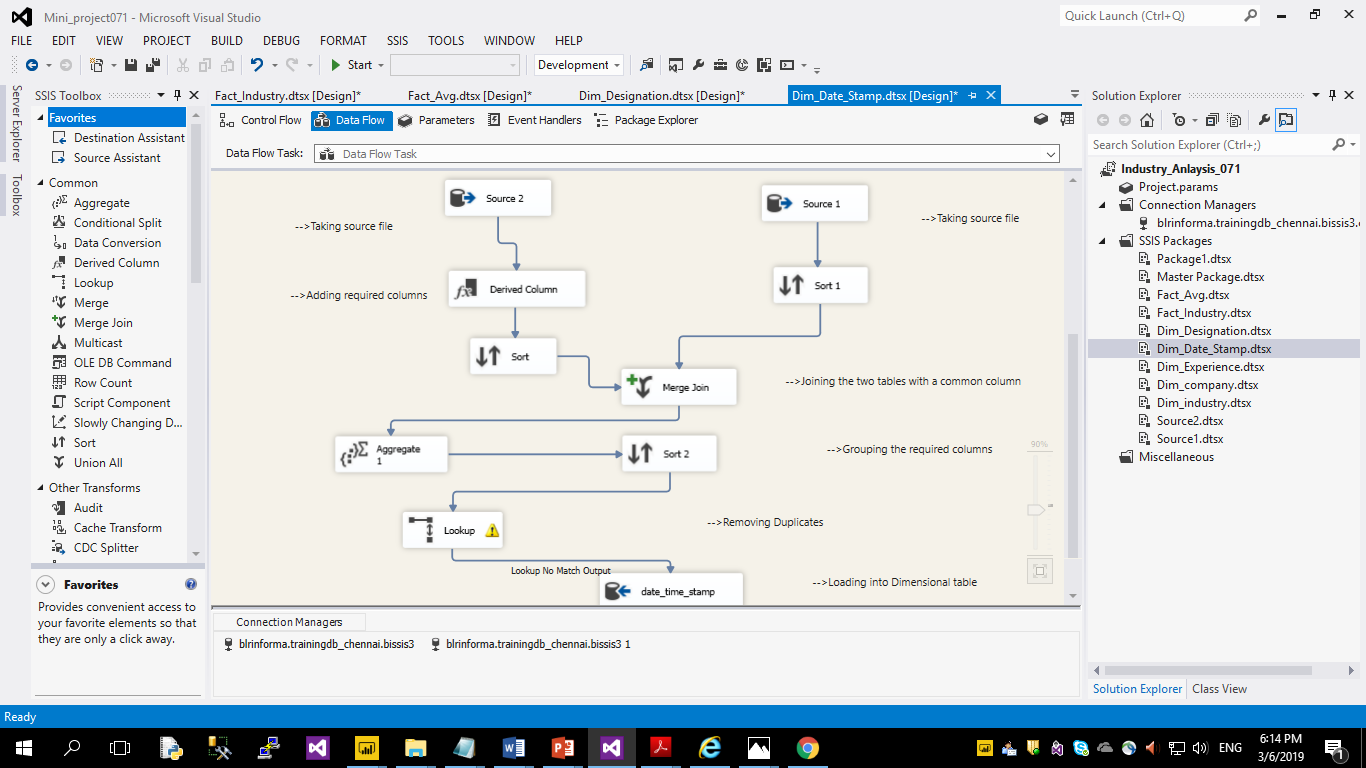 Mini_project071 - Microsoft Visual Studio
Quick Launch (Ctrl+Q)
FILE EDIT VIEW PROJECT BUILD DEBUG FORMAT SSIS TOOLS WINDOW HELP
Start Development
Server Explorer
Toolbox
SSIS Toolbox
Favorites
Destination Assistant
Source Assistant
Common
Aggregate
Conditional Split
Data Conversion
Derived Column
Lookup
Merge
Merge Join
Multicast
OLE DB Command
Row Count
Script Component
Slowly Changing D...
Sort
Union All
Other Transforms
Audit
Cache Transform
CDC Splitter
Favorites
Provides convenient access to
your favorite elements so that
they are only a click away.
Fact_Industry.dtsx [Design]* Fact_Avg.dtsx [Design]* Dim_Designation.dtsx [Design]* Dim_Date_Stamp.dtsx [Design]*
Control Flow Data Flow Parameters Event Handlers Package Explorer
Data Flow Task: Data Flow Task
Source 2
Source 1
-->Taking source file
-->Taking source file
Derived Column
Sort 1
-->Adding required columns
Sort
Merge Join
-->Joining the two tables with a common column
Aggregate
1
Sort 2
-->Grouping the required columns
90%
Lookup
-->Removing Duplicates
Lookup No Match Output
date_time_stamp
-->Loading into Dimensional table
Connection Managers
blrinforma.trainingdb_chennai.bissis3 blrinforma.trainingdb_chennai.bissis3 1
Solution Explorer
Search Solution Explorer (Ctrl+;)
Industry_Anlaysis_071
Project.params
Connection Managers
blrinforma.trainingdb_chennai.bissis3.
SSIS Packages
Package1.dtsx
Master Package.dtsx
Fact_Avg.dtsx
Fact_Industry.dtsx
Dim_Designation.dtsx
Dim_Date_Stamp.dtsx
Dim_Experience.dtsx
Dim_company.dtsx
Dim_industry.dtsx
Source2.dtsx
Source1.dtsx
Miscellaneous
Solution Explorer Class View
Ready
ENG
6:14 PM
3/6/2019
1